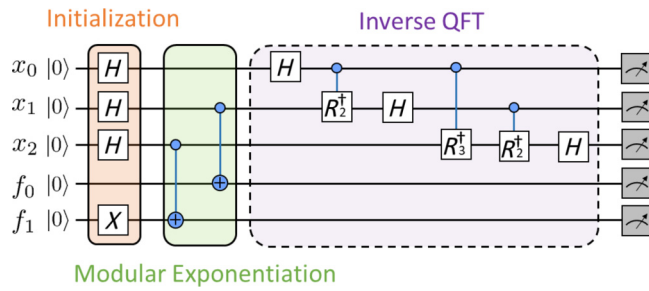 Initialization
Inverse QFT
x₀ |0⟩ H H
x₁ |0⟩ H R₂† H
x₂ |0⟩ H R₃† R₂† H
f₀ |0⟩
f₁ |0⟩ X
Modular Exponentiation